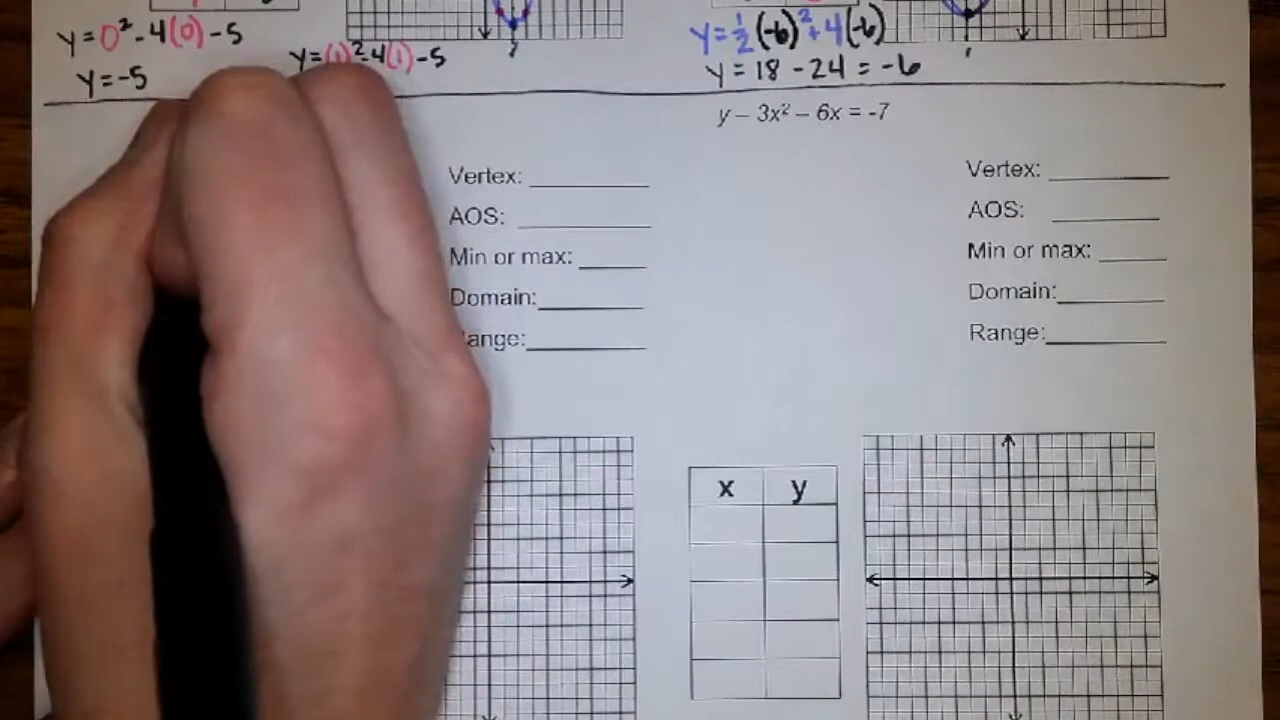 y = 0² - 4(0) - 5
y = -5
y = (1)² - 4(1) - 5
y = 1/2 (-6)² + 4(-6)
y = 18 - 24 = -6
Vertex:
AOS:
Min or max:
Domain:
ange:
y – 3x² – 6x = -7
Vertex:
AOS:
Min or max:
Domain:
Range:
x y